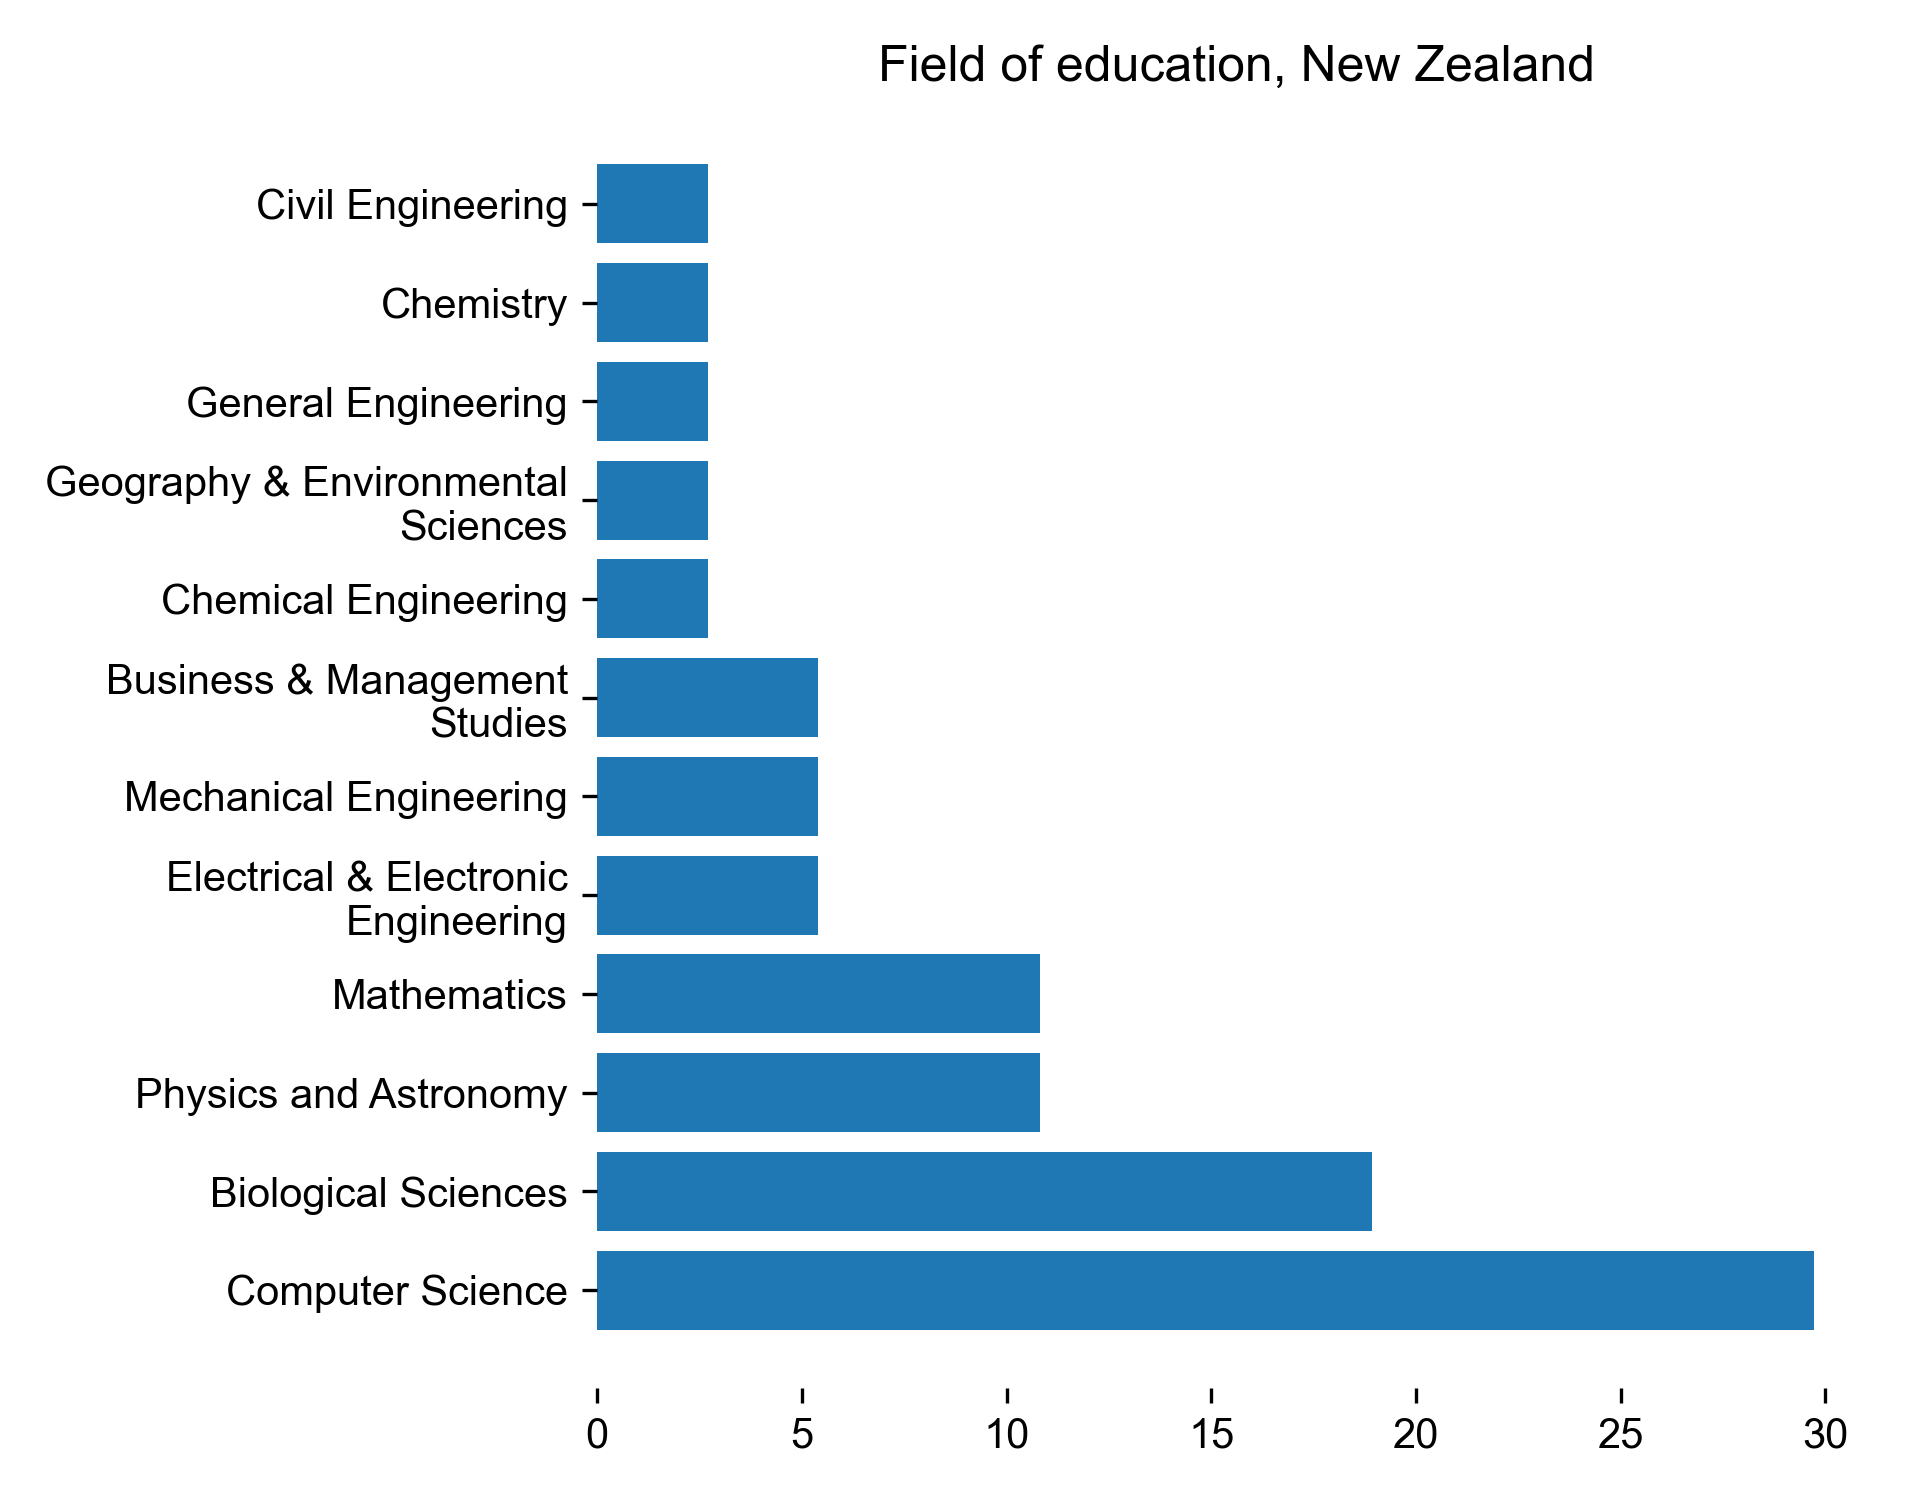 Field of education, New Zealand
Civil Engineering
Chemistry
General Engineering
Geography & Environmental
Sciences
Chemical Engineering
Business & Management
Studies
Mechanical Engineering
Electrical & Electronic
Engineering
Mathematics
Physics and Astronomy
Biological Sciences
Computer Science
0 5 10 15 20 25 30